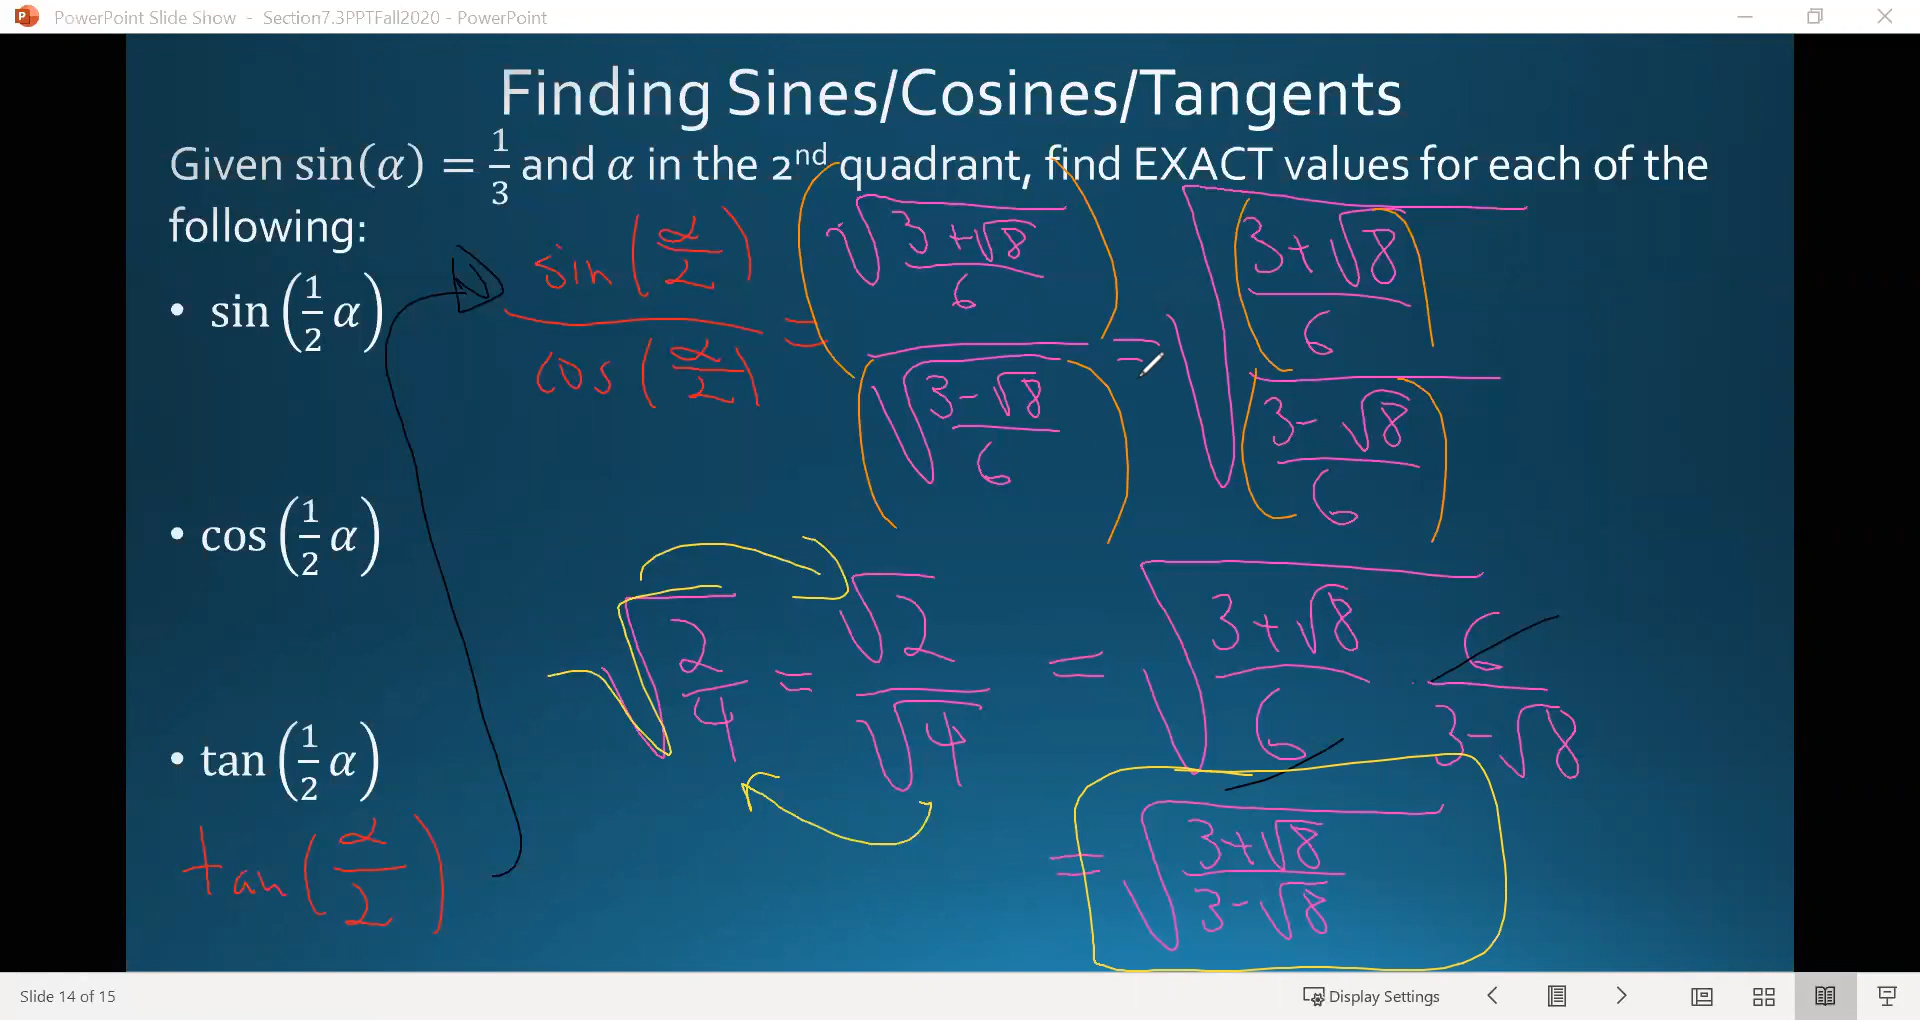 PowerPoint Slide Show - Section7.3PPTFall2020 - PowerPoint
Finding Sines/Cosines/Tangents
Given sin(α) = 1/3 and α in the 2nd quadrant, find EXACT values for each of the
following:
• sin(1/2 α)
sin(α/2) / cos(α/2) = √((3+√8)/6) / √((3-√8)/6) = √(((3+√8)/6) / ((3-√8)/6))
• cos(1/2 α)
√(2/4) = √2/√4
= √((3+√8)/6 · 6/(3-√8))
• tan(1/2 α)
tan(α/2)
= √((3+√8)/(3-√8))
Slide 14 of 15
Display Settings